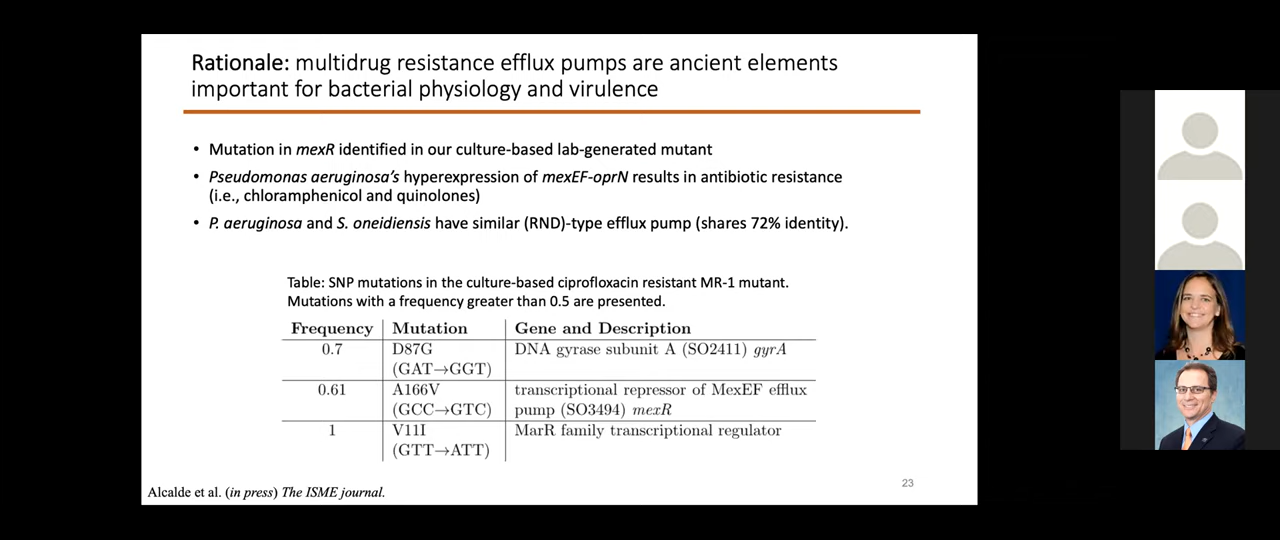 Rationale: multidrug resistance efflux pumps are ancient elements
important for bacterial physiology and virulence
• Mutation in mexR identified in our culture-based lab-generated mutant
• Pseudomonas aeruginosa's hyperexpression of mexEF-oprN results in antibiotic resistance
(i.e., chloramphenicol and quinolones)
• P. aeruginosa and S. oneidiensis have similar (RND)-type efflux pump (shares 72% identity).
Table: SNP mutations in the culture-based ciprofloxacin resistant MR-1 mutant.
Mutations with a frequency greater than 0.5 are presented.
Frequency Mutation Gene and Description
0.7 D87G DNA gyrase subunit A (SO2411) gyrA
(GAT→GGT)
0.61 A166V transcriptional repressor of MexEF efflux
(GCC→GTC) pump (SO3494) mexR
1 V11I MarR family transcriptional regulator
(GTT→ATT)
Alcalde et al. (in press) The ISME journal.
23